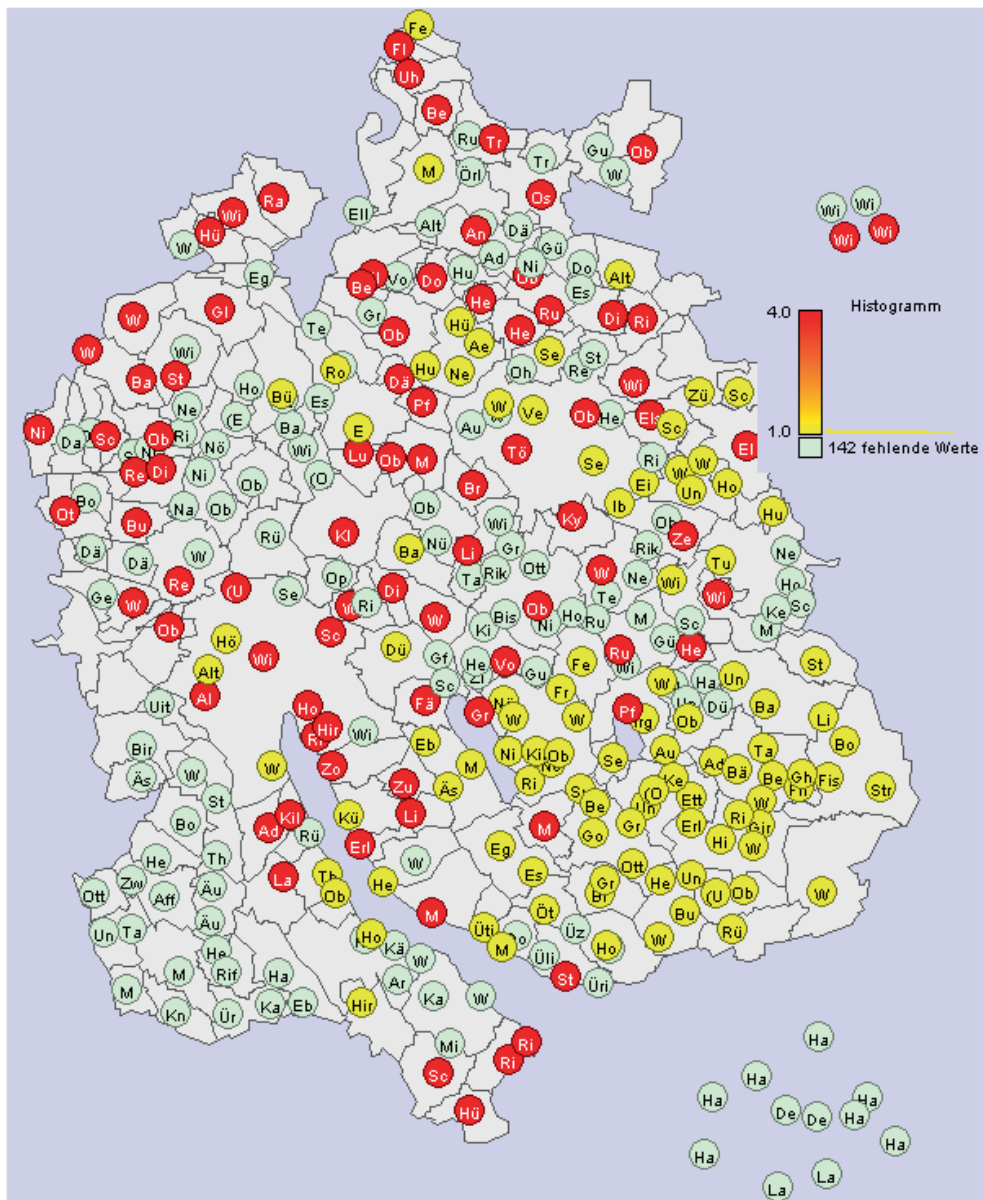 Fe
Fl
Uh
Be
Ru
Tr
Gu
Ob
Tr
M
Örl
W
Ra
Os
Wi
Hü
W
Ell
Alt
An
Dä
Wi
Wi
Wi
Wi
Ad
Gü
Ni
Do
Eg
Be
Vo
Do
Hu
Alt
Es
Gl
W
Gr
He
Ru
Di
Ri
4.0
Histogramm
Te
Ob
Hü
He
Ae
W
Wi
Se
St
Ba
St
Ro
Dä
Hu
Ne
Oh
Re
Wi
Ho
Bü
Es
Pf
W
Ve
Ob
He
Els
Zü
Sc
Ne
(E
Ba
E
Au
Sc
1.0
Ni
Da
Sc
Ob
Ri
Nö
Wi
Lu
Ob
M
Tö
Se
Ri
W
W
El
142 fehlende Werte
Re
Di
Ni
Ob
(O
Br
Ei
Un
Ho
Ot
Bo
Na
Ob
Ob
Ib
Hu
Bu
Rü
Kl
Nü
Wi
Ky
Ob
Ze
Dä
Dä
W
Ba
Li
Gr
Rik
Tu
Ne
Ge
Re
(U
Se
Op
Ta
Rik
Ott
W
Ne
Wi
Wi
Ho
W
Ri
Di
Te
Sc
Ob
Sc
W
Bis
Ob
Ho
Ru
M
Sc
Ke
M
Hö
Dü
Ki
Ni
Gü
Alt
Wi
Gf
He
Vo
Fe
Ru
Wi
He
St
Al
Sc
Gu
W
Ha
Un
Uit
Ho
Fä
Gr
W
Fr
W
Pf
Ob
Dü
Ba
Li
Bir
Hir
Wi
Eb
Ni
Ki
Ob
Se
Au
Ta
Bo
Äs
W
W
Zo
M
Ri
Ke
Ad
Bä
Be
Gh
Fis
Str
St
Zu
Äs
Be
(O
Ett
W
Bo
Ad
Kil
Rü
Kü
Li
M
Go
Gr
Erl
Ri
Gir
He
Th
Erl
W
Eg
Hi
W
Ott
Zw
Aff
Äu
La
Th
Ob
He
Es
Gr
Ott
He
Un
(U
Ob
W
Un
Ta
Äu
M
Öt
Bu
Rü
He
Ho
Kä
W
Üti
M
Üli
Üz
Ho
W
M
M
Rif
Ha
Ar
St
Üri
Kn
Ür
Ka
Eb
Hir
Ka
W
Mi
Ri
Ri
Sc
Hü
Ha
Ha
Ha
De
De
Ha
Ha
Ha
Ha
La
La